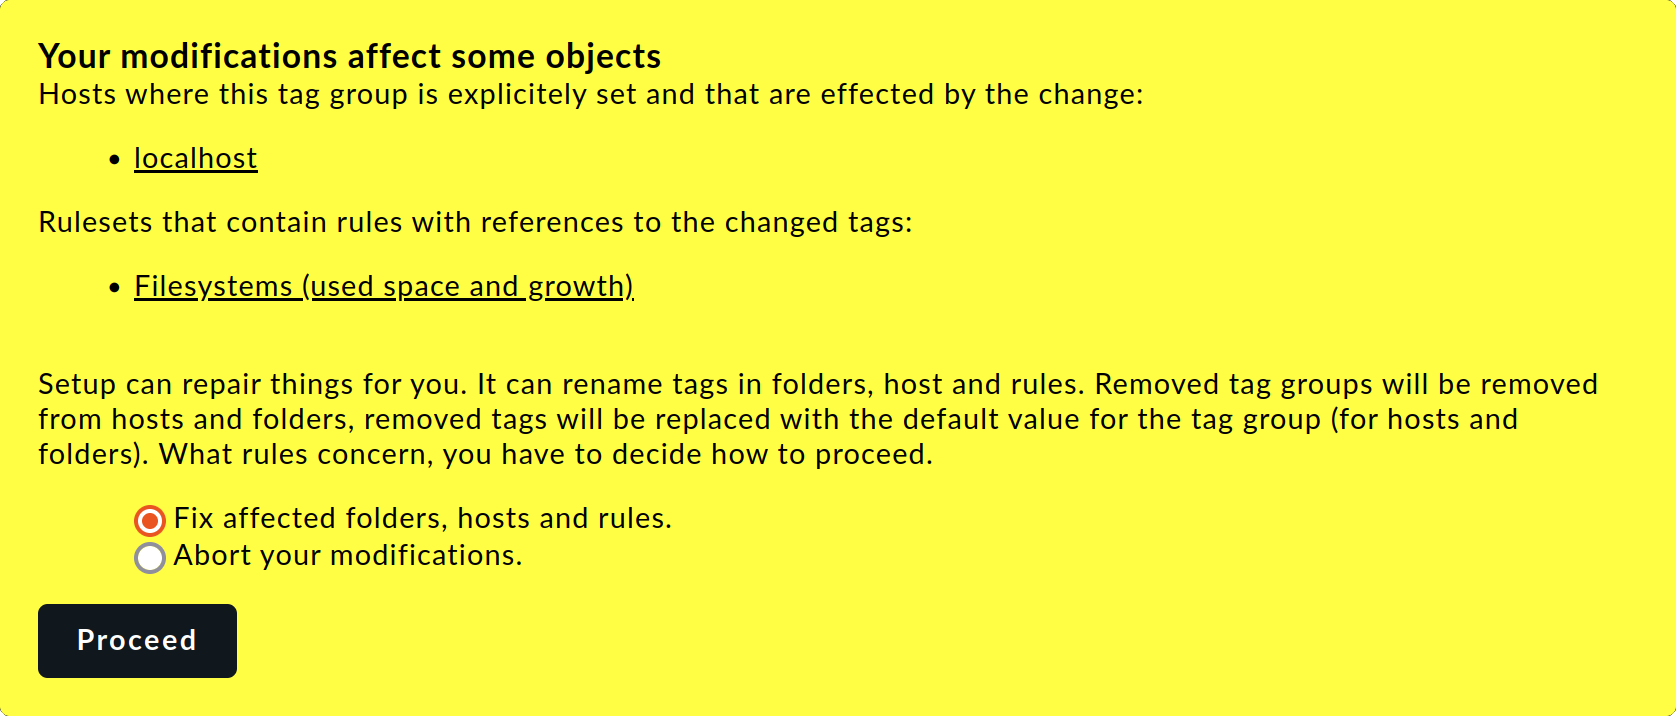 Your modifications affect some objects
Hosts where this tag group is explicitely set and that are effected by the change:
• localhost
Rulesets that contain rules with references to the changed tags:
• Filesystems (used space and growth)
Setup can repair things for you. It can rename tags in folders, host and rules. Removed tag groups will be removed
from hosts and folders, removed tags will be replaced with the default value for the tag group (for hosts and
folders). What rules concern, you have to decide how to proceed.
Fix affected folders, hosts and rules.
Abort your modifications.
Proceed